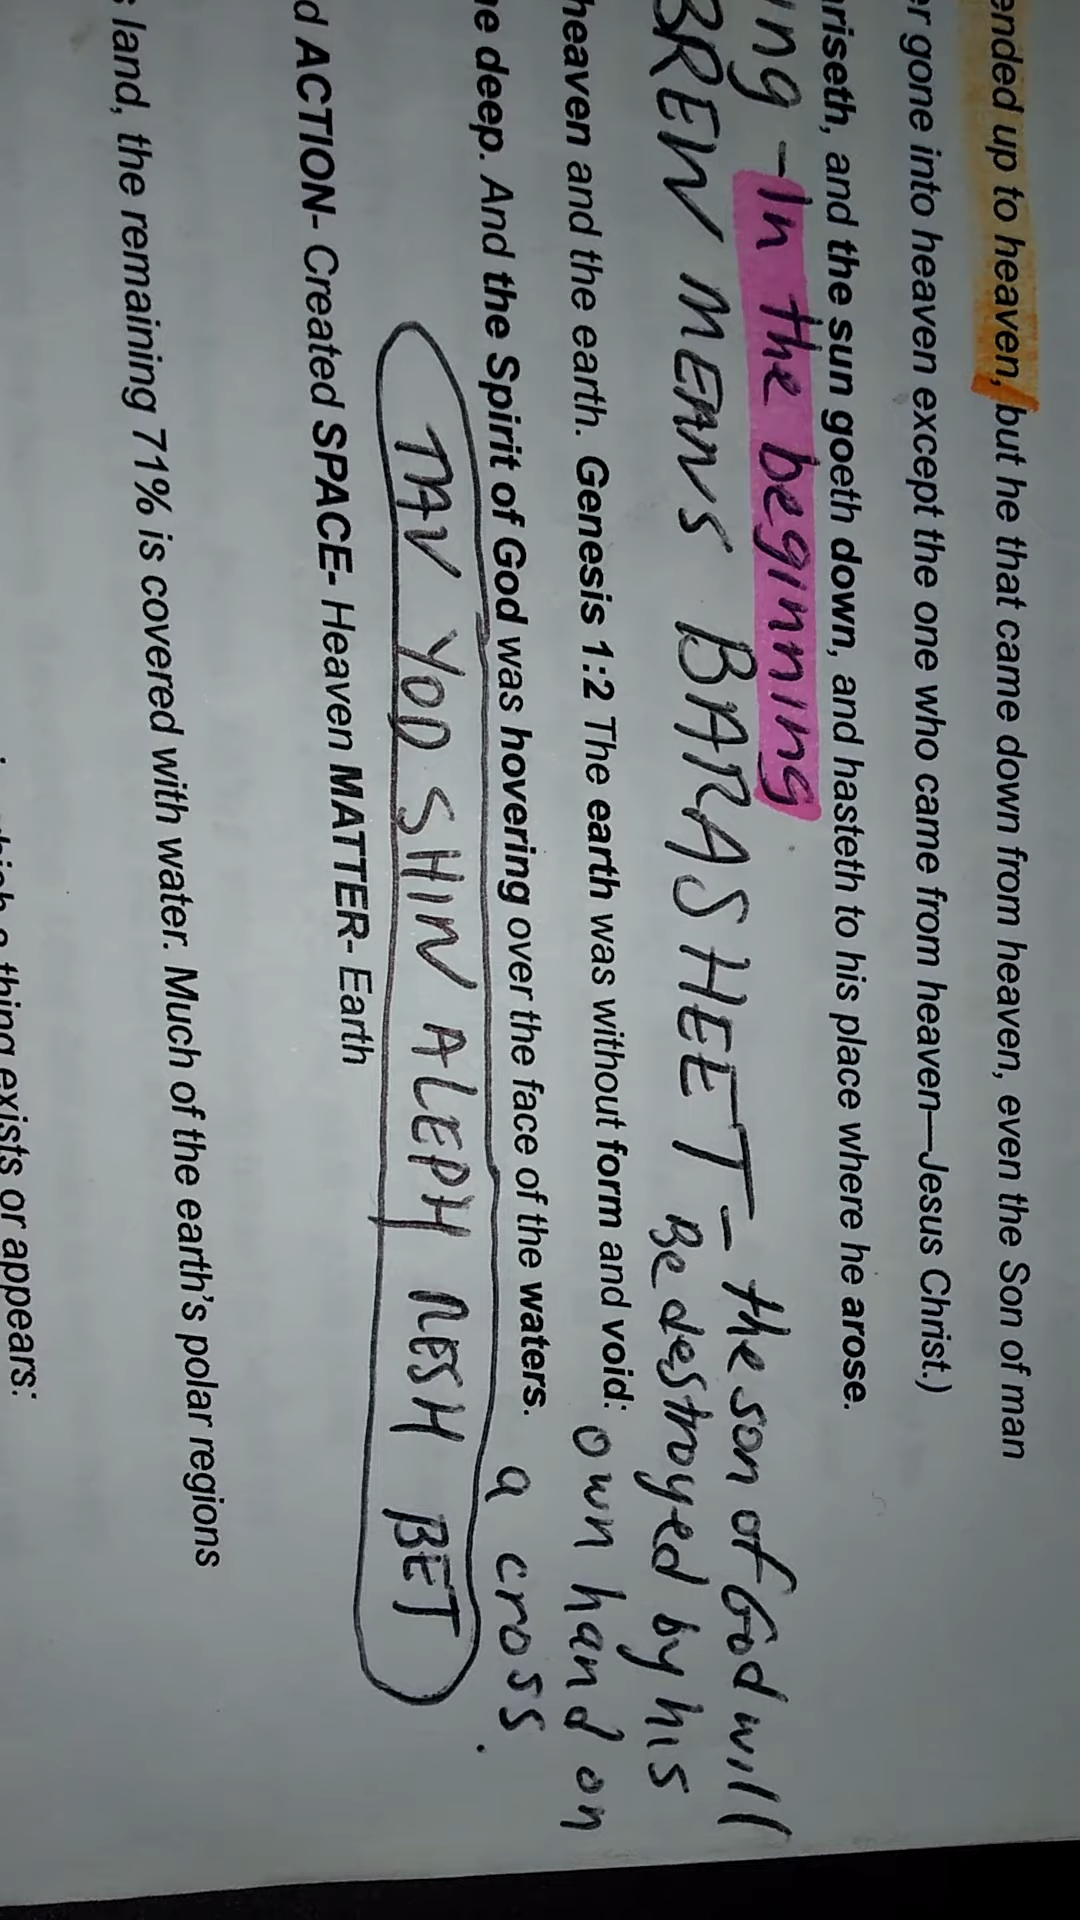 ended up to heaven, but he that came down from heaven, even the Son of man
er gone into heaven except the one who came from heaven—Jesus Christ.)
ariseth, and the sun goeth down, and hasteth to his place where he arose.
ing - In the beginning
BREW MEANS BARASHEET - the son of God will
Be destroyed by his
heaven and the earth. Genesis 1:2 The earth was without form and void: own hand on
he deep. And the Spirit of God was hovering over the face of the waters. a cross.
TAV YOD SHIN ALEPH RESH BET
d ACTION- Created SPACE- Heaven MATTER- Earth
s land, the remaining 71% is covered with water. Much of the earth's polar regions
thing exists or appears: